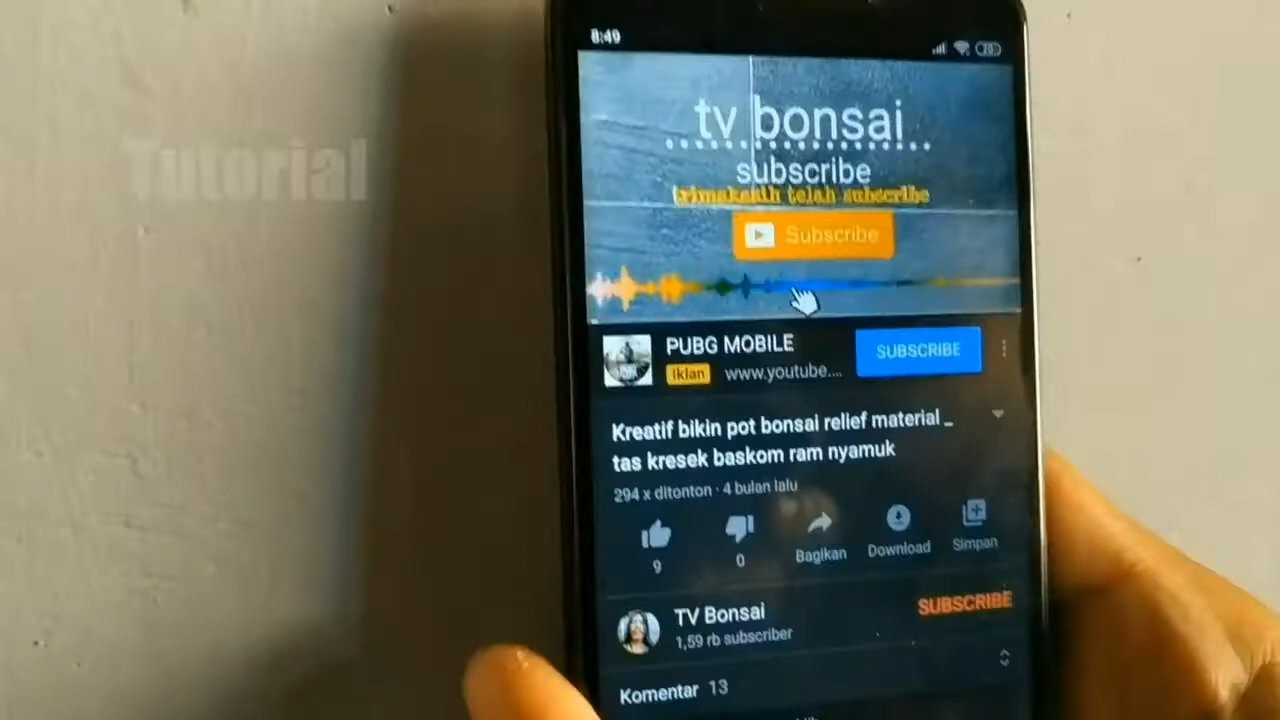 Tutorial
8:49
tv bonsai
subscribe
trimakasih telah subscribe
Subscribe
PUBG MOBILE
SUBSCRIBE
Iklan www.youtube....
Kreatif bikin pot bonsai relief material _
tas kresek baskom ram nyamuk
294 x ditonton · 4 bulan lalu
9
0
Bagikan
Download
Simpan
TV Bonsai
1,59 rb subscriber
SUBSCRIBE
Komentar 13